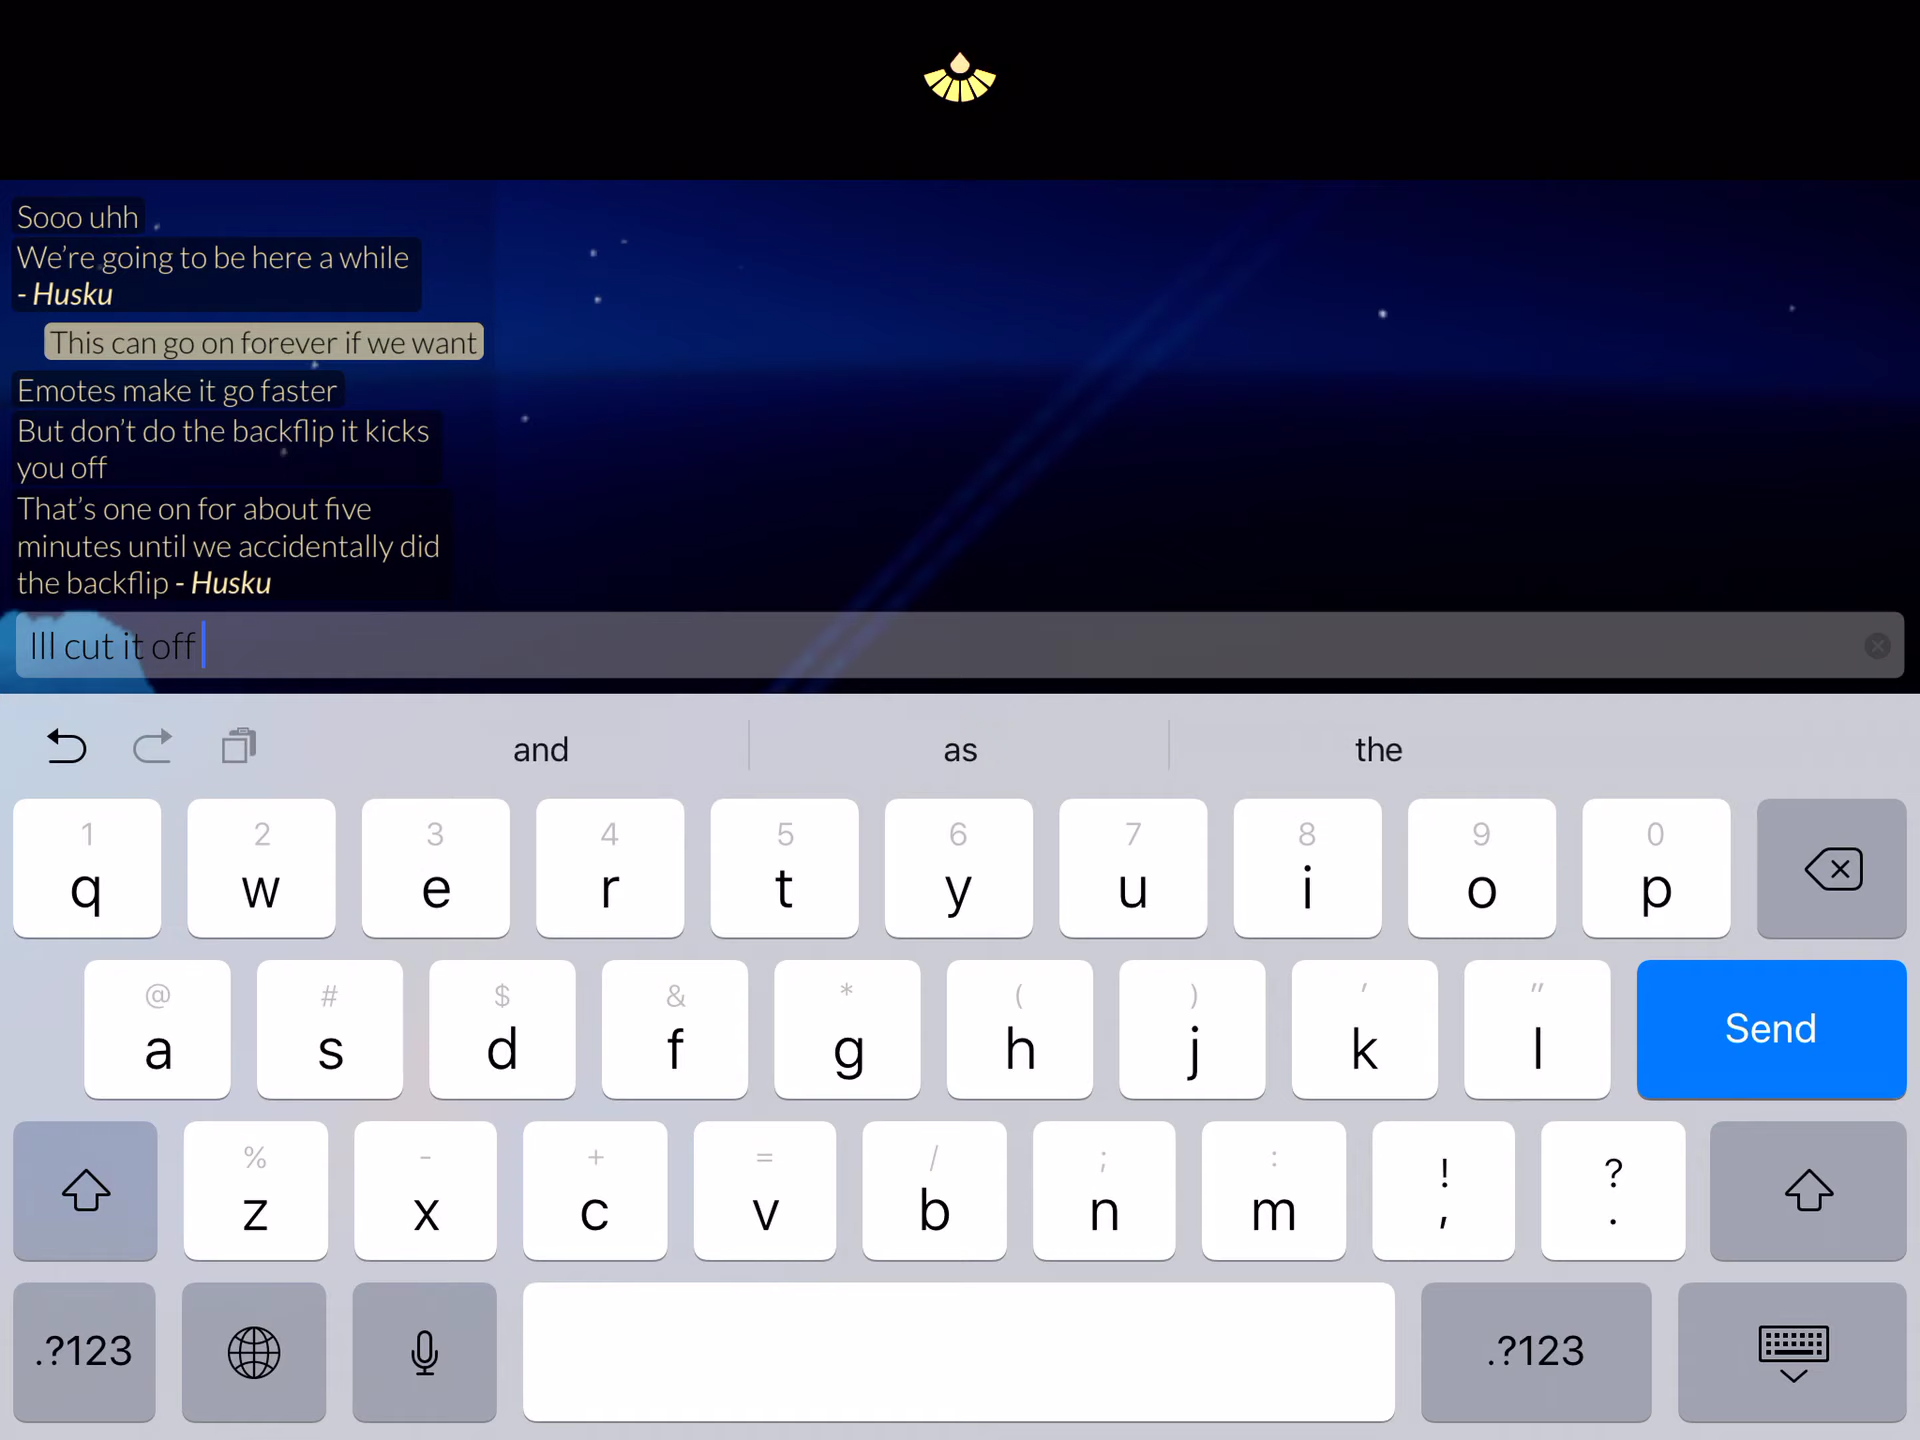 Sooo uhh
We're going to be here a while
- Husku
This can go on forever if we want
Emotes make it go faster
But don't do the backflip it kicks
you off
That's one on for about five
minutes until we accidentally did
the backflip - Husku
Ill cut it off
and as the
1 2 3 4 5 6 7 8 9 0
q w e r t y u i o p
@ # $ & * ( ) ' "
a s d f g h j k l Send
% - + = / ; : ! ?
z x c v b n m , .
.?123 .?123